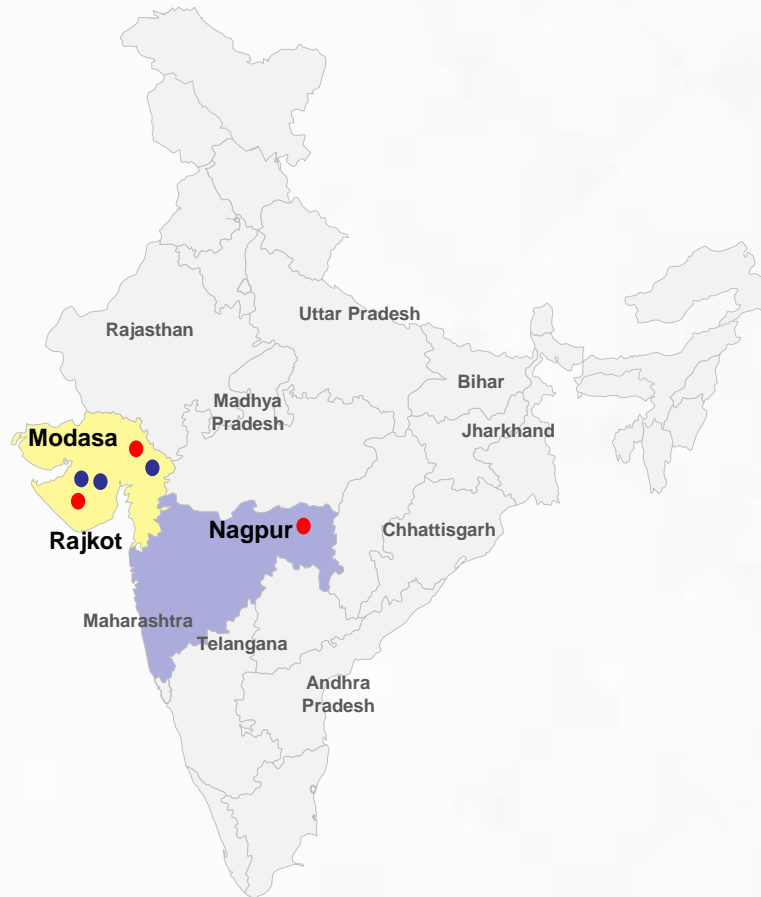 Rajasthan
Uttar Pradesh
Bihar
Madhya
Pradesh
Jharkhand
Modasa
Rajkot
Nagpur
Chhattisgarh
Maharashtra
Telangana
Andhra
Pradesh